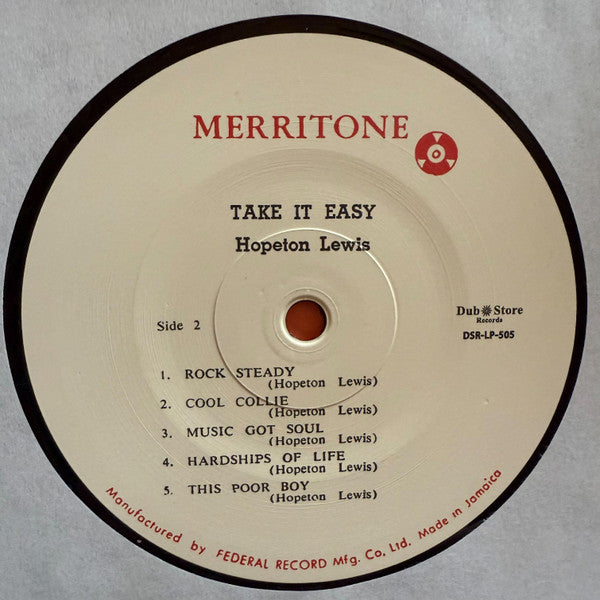 MERRITONE
TAKE IT EASY
Hopeton Lewis
Side 2
Dub Store
Records
DSR-LP-505
1. ROCK STEADY
(Hopeton Lewis)
2. COOL COLLIE
(Hopeton Lewis)
3. MUSIC GOT SOUL
(Hopeton Lewis)
4. HARDSHIPS OF LIFE
(Hopeton Lewis)
5. THIS POOR BOY
(Hopeton Lewis)
Manufactured by FEDERAL RECORD Mfg. Co. Ltd. Made in Jamaica